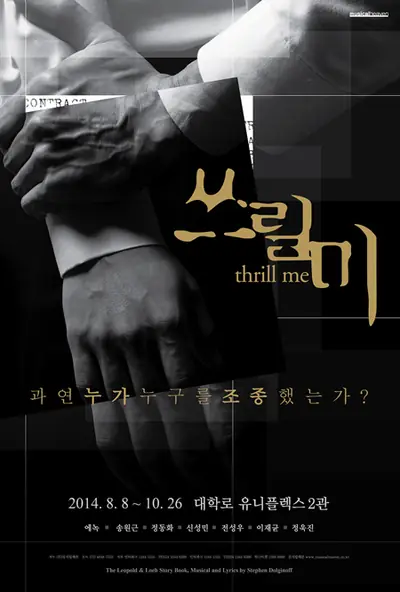 musicalheaven
CONTRACT
쓰릴 미
thrill me
과연 누가 누구를 조종했는가?
2014. 8. 8 ~ 10. 26 대학로 유니플렉스 2관
에녹 송원근 정동화 신성민 전성우 이재균 정욱진
The Leopold & Loeb Story Book, Musical and Lyrics by Stephen Dolginoff